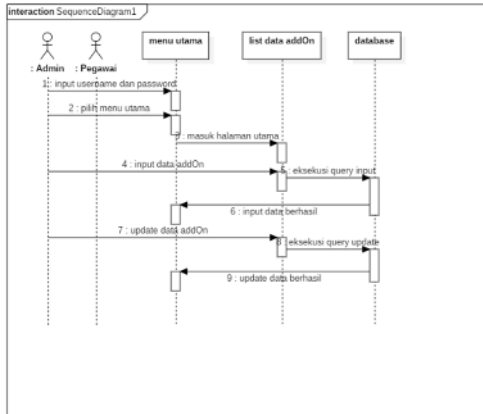 interaction SequenceDiagram1
menu utama
list data addOn
database
: Admin
: Pegawai
1 : input username dan password
2 : pilih menu utama
3 : masuk halaman utama
4 : input data addOn
5 : eksekusi query input
6 : input data berhasil
7 : update data addOn
8 : eksekusi query update
9 : update data berhasil